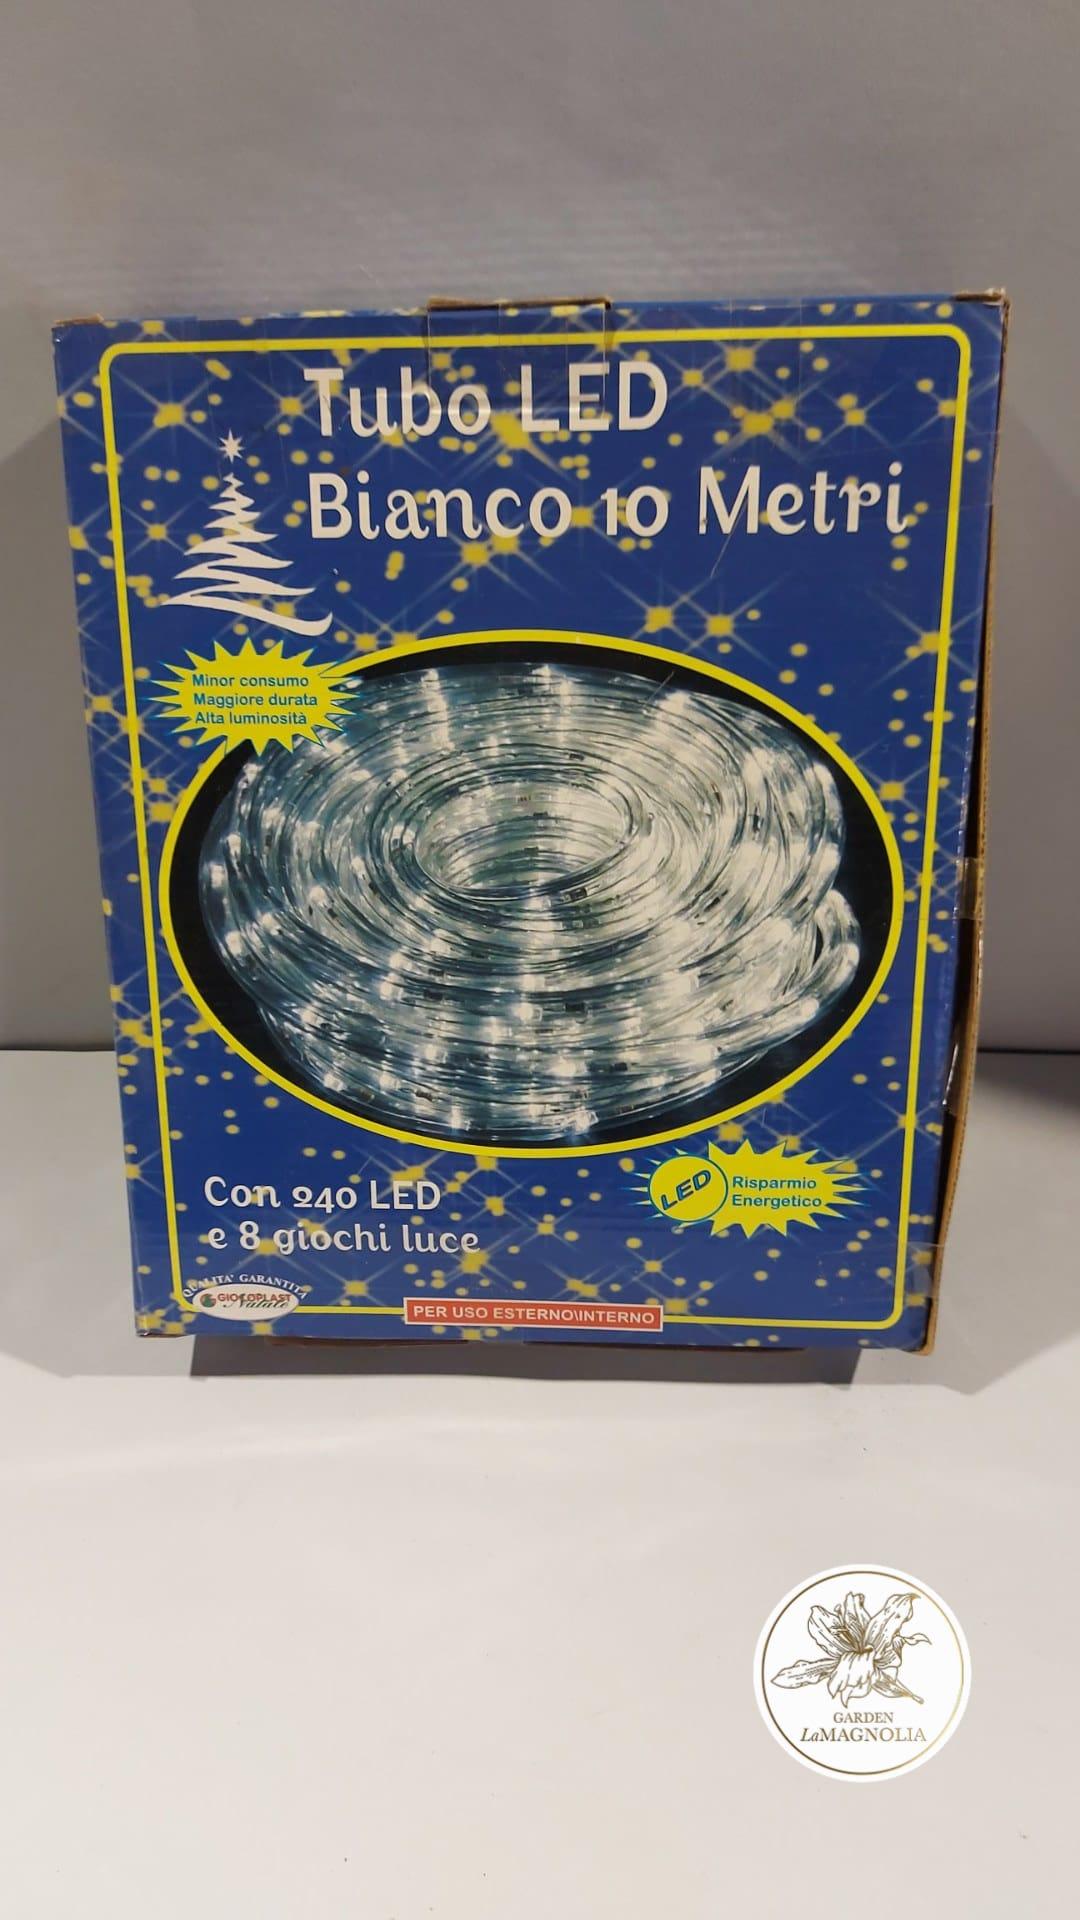 Tubo LED
Bianco 10 Metri
Minor consumo
Maggiore durata
Alta luminosità
Con 240 LED
e 8 giochi luce
LED
Risparmio
Energetico
QUALITA' GARANTITA
GIOCOPLAST
Natale
PER USO ESTERNO\INTERNO
GARDEN
LaMAGNOLIA